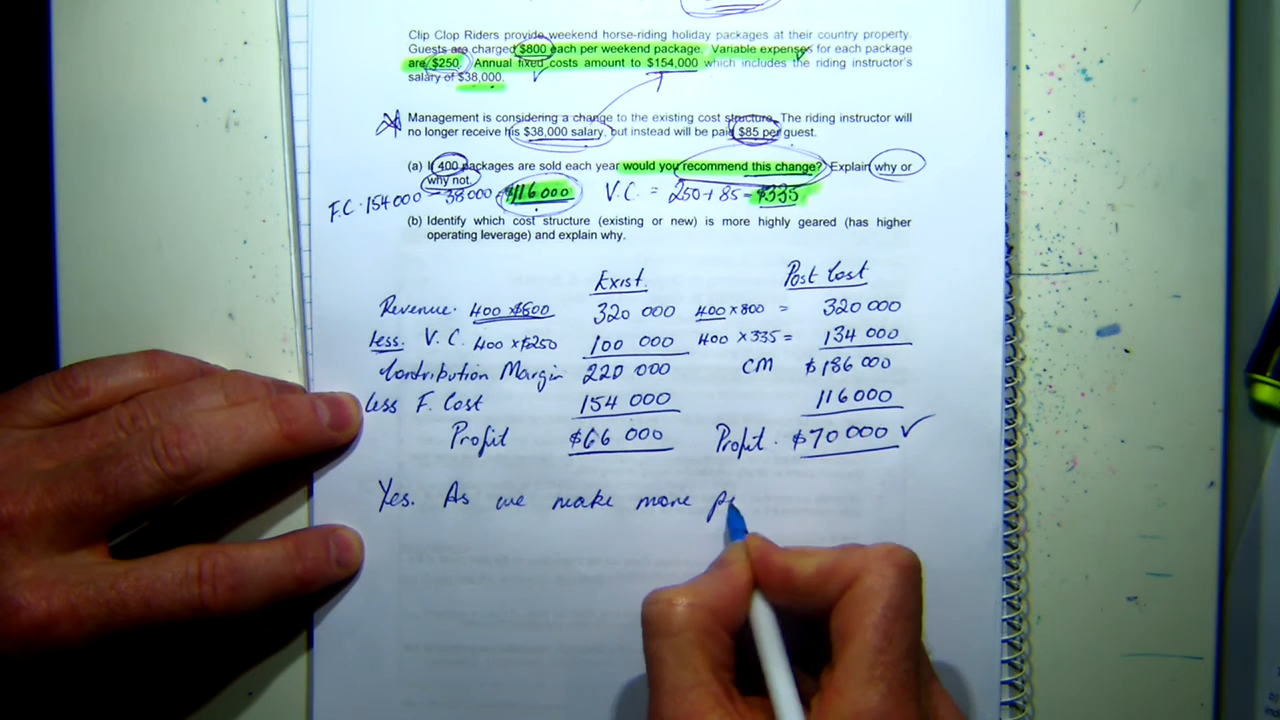 Clip Clop Riders provide weekend horse-riding holiday packages at their country property.
Guests are charged $800 each per weekend package. Variable expenses for each package
are $250. Annual fixed costs amount to $154,000 which includes the riding instructor's
salary of $38,000.
Management is considering a change to the existing cost structure. The riding instructor will
no longer receive his $38,000 salary, but instead will be paid $85 per guest.
(a) If 400 packages are sold each year would you recommend this change? Explain why or
why not.
F.C. 154000 - 38000 = $116000 V.C. = 250+85= $335
(b) Identify which cost structure (existing or new) is more highly geared (has higher
operating leverage) and explain why.
Exist. Post Cost
Revenue. 400 x $800 320 000 400 x 800 = 320 000
less. V.C. 400 x $250 100 000 400 x 335 = 134 000
Contribution Margin 220 000 CM $186 000
less F. Cost 154 000 116000
Profit $66 000 Profit. $70 000 ✓
Yes. As we make more